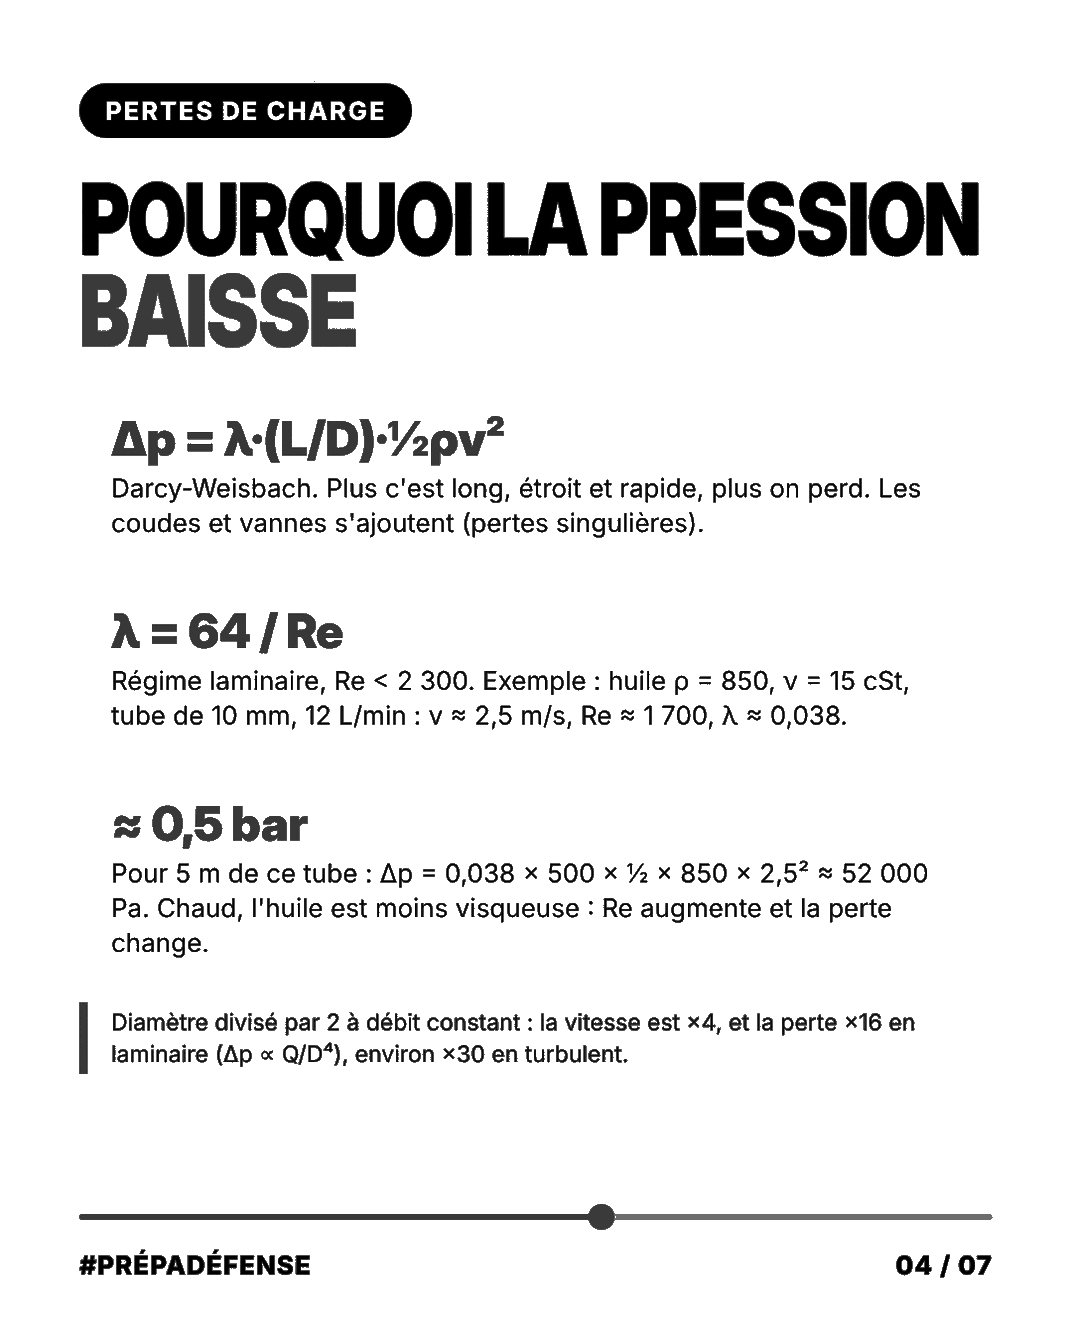 PERTES DE CHARGE
POURQUOI LA PRESSION
BAISSE
Δp = λ·(L/D)·½ρv²
Darcy-Weisbach. Plus c'est long, étroit et rapide, plus on perd. Les
coudes et vannes s'ajoutent (pertes singulières).
λ = 64 / Re
Régime laminaire, Re < 2 300. Exemple : huile ρ = 850, ν = 15 cSt,
tube de 10 mm, 12 L/min : v ≈ 2,5 m/s, Re ≈ 1 700, λ ≈ 0,038.
≈ 0,5 bar
Pour 5 m de ce tube : Δp = 0,038 × 500 × ½ × 850 × 2,5² ≈ 52 000
Pa. Chaud, l'huile est moins visqueuse : Re augmente et la perte
change.
Diamètre divisé par 2 à débit constant : la vitesse est ×4, et la perte ×16 en
laminaire (Δp ∝ Q/D⁴), environ ×30 en turbulent.
#PRÉPADÉFENSE
04 / 07